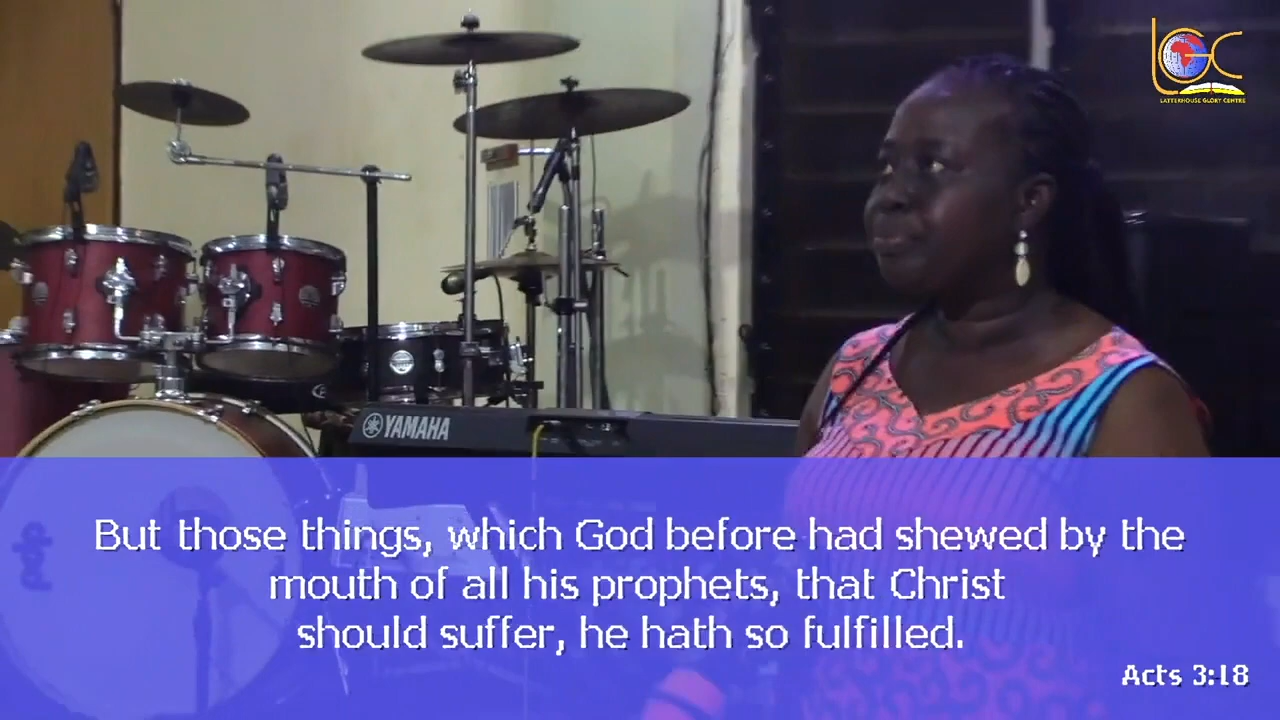 LGC
LATTERHOUSE GLORY CENTRE
YAMAHA
But those things, which God before had shewed by the
mouth of all his prophets, that Christ
should suffer, he hath so fulfilled.
Acts 3:18